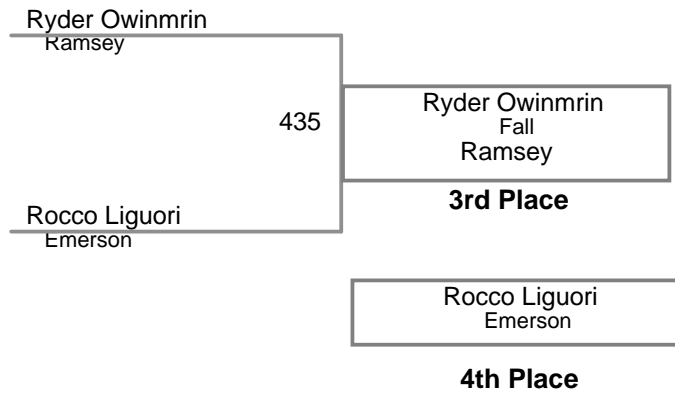 Ryder Owinmrin
Ramsey
435
Ryder Owinmrin
Fall
Ramsey
3rd Place
Rocco Liguori
Emerson
Rocco Liguori
Emerson
4th Place